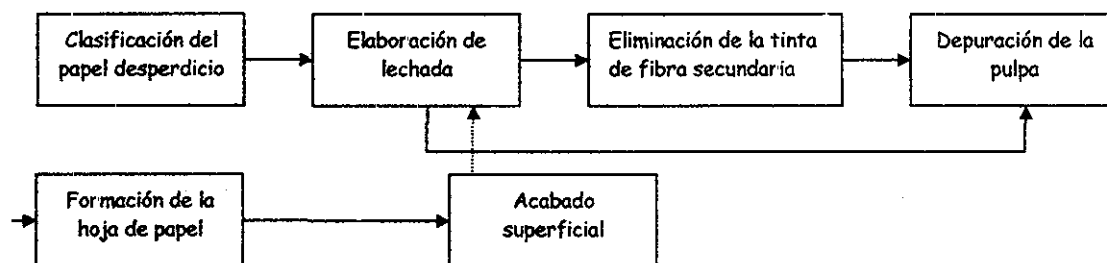 Clasificación del
papel desperdicio
Elaboración de
lechada
Eliminación de la tinta
de fibra secundaria
Depuración de la
pulpa
Formación de la
hoja de papel
Acabado
superficial